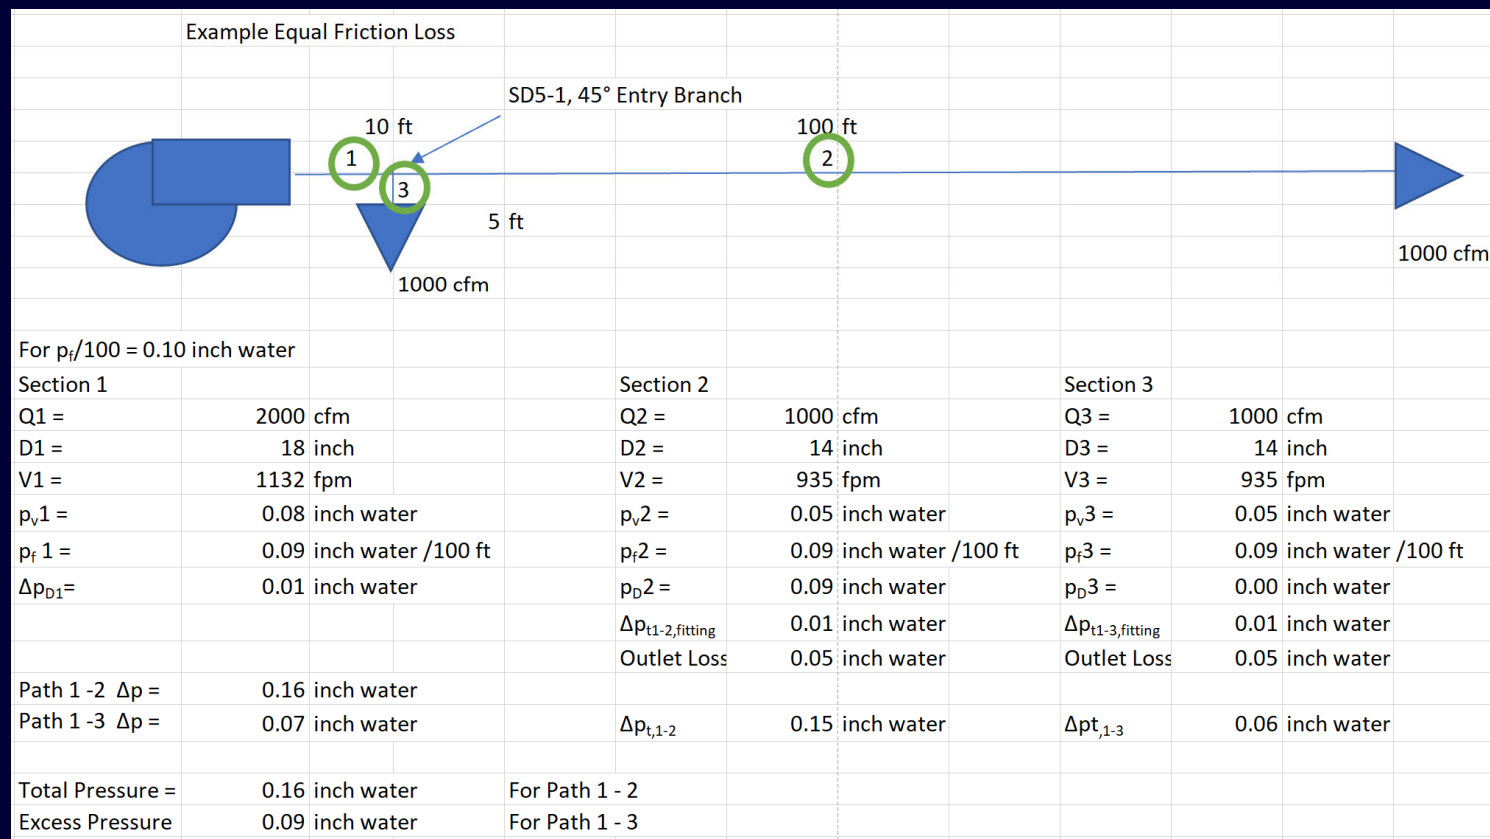 Example Equal Friction Loss
SD5-1, 45° Entry Branch
10 ft
100 ft
1
2
3
5 ft
1000 cfm
1000 cfm
For pf/100 = 0.10 inch water
Section 1 Section 2 Section 3
Q1 = 2000 cfm Q2 = 1000 cfm Q3 = 1000 cfm
D1 = 18 inch D2 = 14 inch D3 = 14 inch
V1 = 1132 fpm V2 = 935 fpm V3 = 935 fpm
pv1 = 0.08 inch water pv2 = 0.05 inch water pv3 = 0.05 inch water
pf 1 = 0.09 inch water /100 ft pf2 = 0.09 inch water /100 ft pf3 = 0.09 inch water /100 ft
ΔpD1= 0.01 inch water pD2 = 0.09 inch water pD3 = 0.00 inch water
Δpt1-2,fitting 0.01 inch water Δpt1-3,fitting 0.01 inch water
Outlet Loss 0.05 inch water Outlet Loss 0.05 inch water
Path 1 -2 Δp = 0.16 inch water
Path 1 -3 Δp = 0.07 inch water Δpt,1-2 0.15 inch water Δpt,1-3 0.06 inch water
Total Pressure = 0.16 inch water For Path 1 - 2
Excess Pressure 0.09 inch water For Path 1 - 3